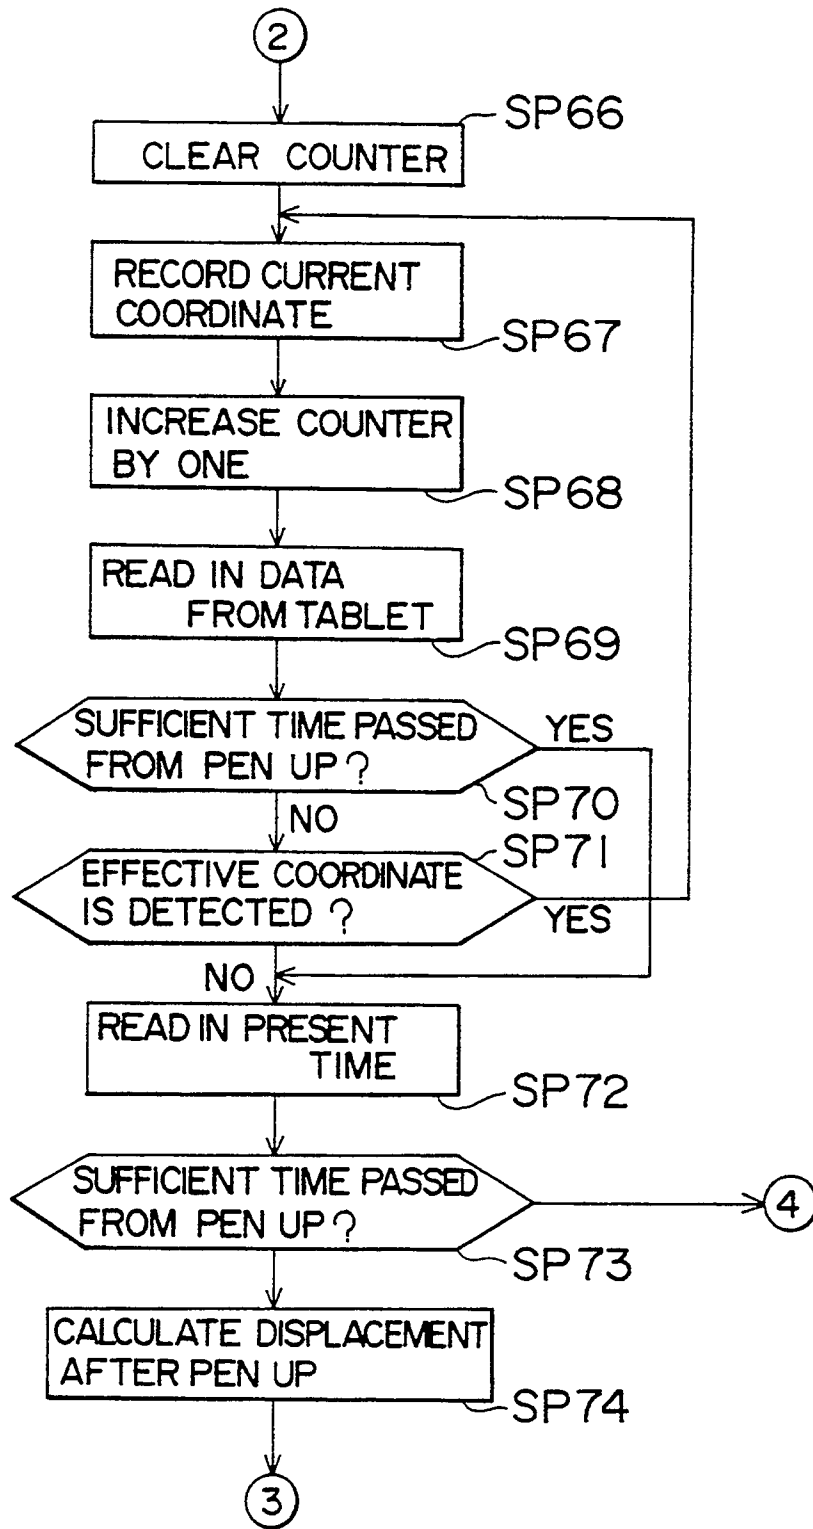 2
SP66
CLEAR COUNTER
RECORD CURRENT
COORDINATE
SP67
INCREASE COUNTER
BY ONE
SP68
READ IN DATA
FROM TABLET
SP69
SUFFICIENT TIME PASSED
FROM PEN UP?
YES
SP70
NO
SP71
EFFECTIVE COORDINATE
IS DETECTED ?
YES
NO
READ IN PRESENT
TIME
SP72
SUFFICIENT TIME PASSED
FROM PEN UP?
4
SP73
CALCULATE DISPLACEMENT
AFTER PEN UP
SP74
3